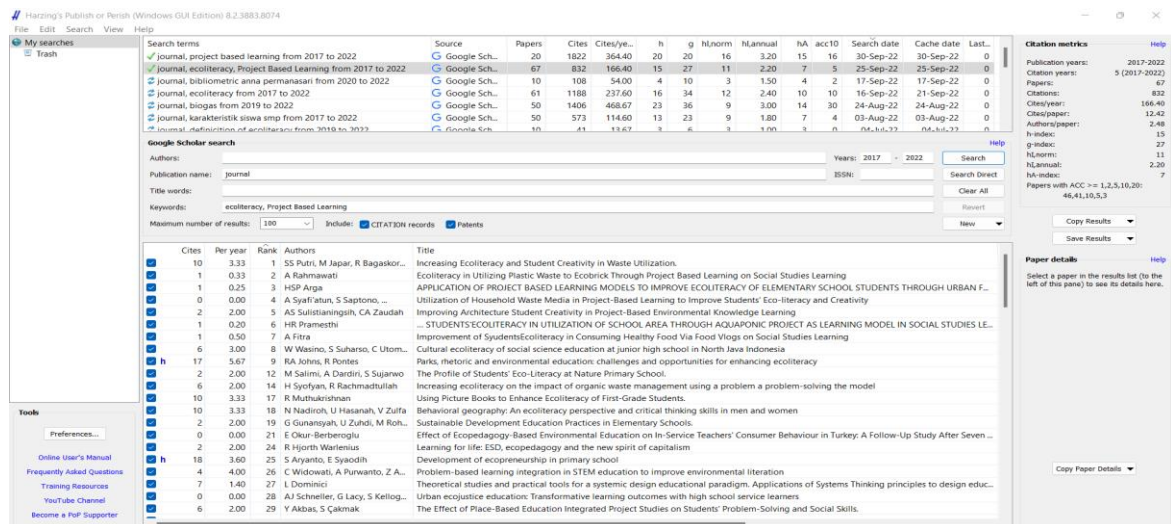 Harzing's Publish or Perish (Windows GUI Edition) 8.2.3883.8074
File Edit Search View Help
My searches
Trash
Search terms Source Papers Cites Cites/ye... h g hI,norm hI,annual hA acc10 Search date Cache date Last...
journal, project based learning from 2017 to 2022 Google Sch... 20 1822 364.40 20 20 16 3.20 15 16 30-Sep-22 30-Sep-22 0
journal, ecoliteracy, Project Based Learning from 2017 to 2022 Google Sch... 67 832 166.40 15 27 11 2.20 7 5 25-Sep-22 25-Sep-22 0
journal, bibliometric anna permanasari from 2020 to 2022 Google Sch... 10 108 54.00 4 10 3 1.50 4 2 17-Sep-22 17-Sep-22 0
journal, ecoliteracy from 2017 to 2022 Google Sch... 61 1188 237.60 16 34 12 2.40 10 10 16-Sep-22 21-Sep-22 0
journal, biogas from 2019 to 2022 Google Sch... 50 1406 468.67 23 36 9 3.00 14 30 24-Aug-22 24-Aug-22 0
journal, karakteristik siswa smp from 2017 to 2022 Google Sch... 50 573 114.60 13 23 9 1.80 7 4 03-Aug-22 03-Aug-22 0
journal, definicition of ecoliteracy from 2019 to 2022 Google Sch... 10 41 13.67 3 6 3 1.00 3 0 04-Jul-22 04-Jul-22 0
Google Scholar search Help
Authors: Years: 2017 - 2022 Search
Publication name: journal ISSN: Search Direct
Title words: Clear All
Keywords: ecoliteracy, Project Based Learning Revert
Maximum number of results: 100 Include: CITATION records Patents New
Cites Per year Rank Authors Title
10 3.33 1 SS Putri, M Japar, R Bagaskor... Increasing Ecoliteracy and Student Creativity in Waste Utilization.
1 0.33 2 A Rahmawati Ecoliteracy in Utilizing Plastic Waste to Ecobrick Through Project Based Learning on Social Studies Learning
1 0.25 3 HSP Arga APPLICATION OF PROJECT BASED LEARNING MODELS TO IMPROVE ECOLITERACY OF ELEMENTARY SCHOOL STUDENTS THROUGH URBAN F...
0 0.00 4 A Syafi'atun, S Saptono, ... Utilization of Household Waste Media in Project-Based Learning to Improve Students' Eco-literacy and Creativity
2 2.00 5 AS Sulistianingsih, CA Zaudah Improving Architecture Student Creativity in Project-Based Environmental Knowledge Learning
1 0.20 6 HR Pramesthi ... STUDENTS'ECOLITERACY IN UTILIZATION OF SCHOOL AREA THROUGH AQUAPONIC PROJECT AS LEARNING MODEL IN SOCIAL STUDIES LE...
1 0.50 7 A Fitra Improvement of SyudentsEcoliteracy in Consuming Healthy Food Via Food Vlogs on Social Studies Learning
6 3.00 8 W Wasino, S Suharso, C Utom... Cultural ecoliteracy of social science education at junior high school in North Java Indonesia
h 17 5.67 9 RA Johns, R Pontes Parks, rhetoric and environmental education: challenges and opportunities for enhancing ecoliteracy
2 2.00 12 M Salimi, A Dardiri, S Sujarwo The Profile of Students' Eco-Literacy at Nature Primary School.
6 2.00 14 H Syofyan, R Rachmadtullah Increasing ecoliteracy on the impact of organic waste management using a problem a problem-solving the model
10 3.33 17 R Muthukrishnan Using Picture Books to Enhance Ecoliteracy of First-Grade Students.
10 3.33 18 N Nadiroh, U Hasanah, V Zulfa Behavioral geography: An ecoliteracy perspective and critical thinking skills in men and women
2 2.00 19 G Gunansyah, U Zuhdi, M Roh... Sustainable Development Education Practices in Elementary Schools.
0 0.00 21 E Okur-Berberoglu Effect of Ecopedagogy-Based Environmental Education on In-Service Teachers' Consumer Behaviour in Turkey: A Follow-Up Study After Seven ...
2 2.00 24 R Hjorth Warlenius Learning for life: ESD, ecopedagogy and the new spirit of capitalism
h 18 3.60 25 S Aryanto, E Syaodih Development of ecopreneurship in primary school
4 4.00 26 C Widowati, A Purwanto, Z A... Problem-based learning integration in STEM education to improve environmental literation
7 1.40 27 L Dominici Theoretical studies and practical tools for a systemic design educational paradigm. Applications of Systems Thinking principles to design educ...
0 0.00 28 AJ Schneller, G Lacy, S Kellog... Urban ecojustice education: Transformative learning outcomes with high school service learners
6 2.00 29 Y Akbas, S Çakmak The Effect of Place-Based Education Integrated Project Studies on Students' Problem-Solving and Social Skills.
Tools
Preferences...
Online User's Manual
Frequently Asked Questions
Training Resources
YouTube Channel
Become a PoP Supporter
Citation metrics Help
Publication years: 2017-2022
Citation years: 5 (2017-2022)
Papers: 67
Citations: 832
Cites/year: 166.40
Cites/paper: 12.42
Authors/paper: 2.48
h-index: 15
g-index: 27
hI,norm: 11
hI,annual: 2.20
hA-index: 7
Papers with ACC >= 1,2,5,10,20:
46,41,10,5,3
Copy Results
Save Results
Paper details Help
Select a paper in the results list (to the
left of this pane) to see its details here.
Copy Paper Details